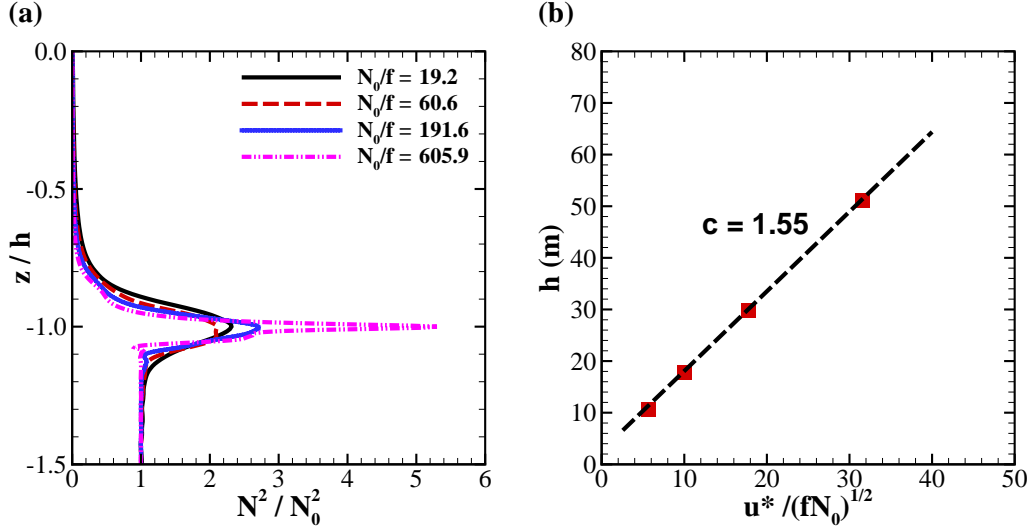 (a)
0.0
-0.5
-1.0
-1.5
z / h
0 1 2 3 4 5 6
N² / N₀²
N₀/f = 19.2
N₀/f = 60.6
N₀/f = 191.6
N₀/f = 605.9
(b)
80
70
60
50
40
30
20
10
0
h (m)
c = 1.55
0 10 20 30 40 50
u* /(fN₀)¹ᐟ²